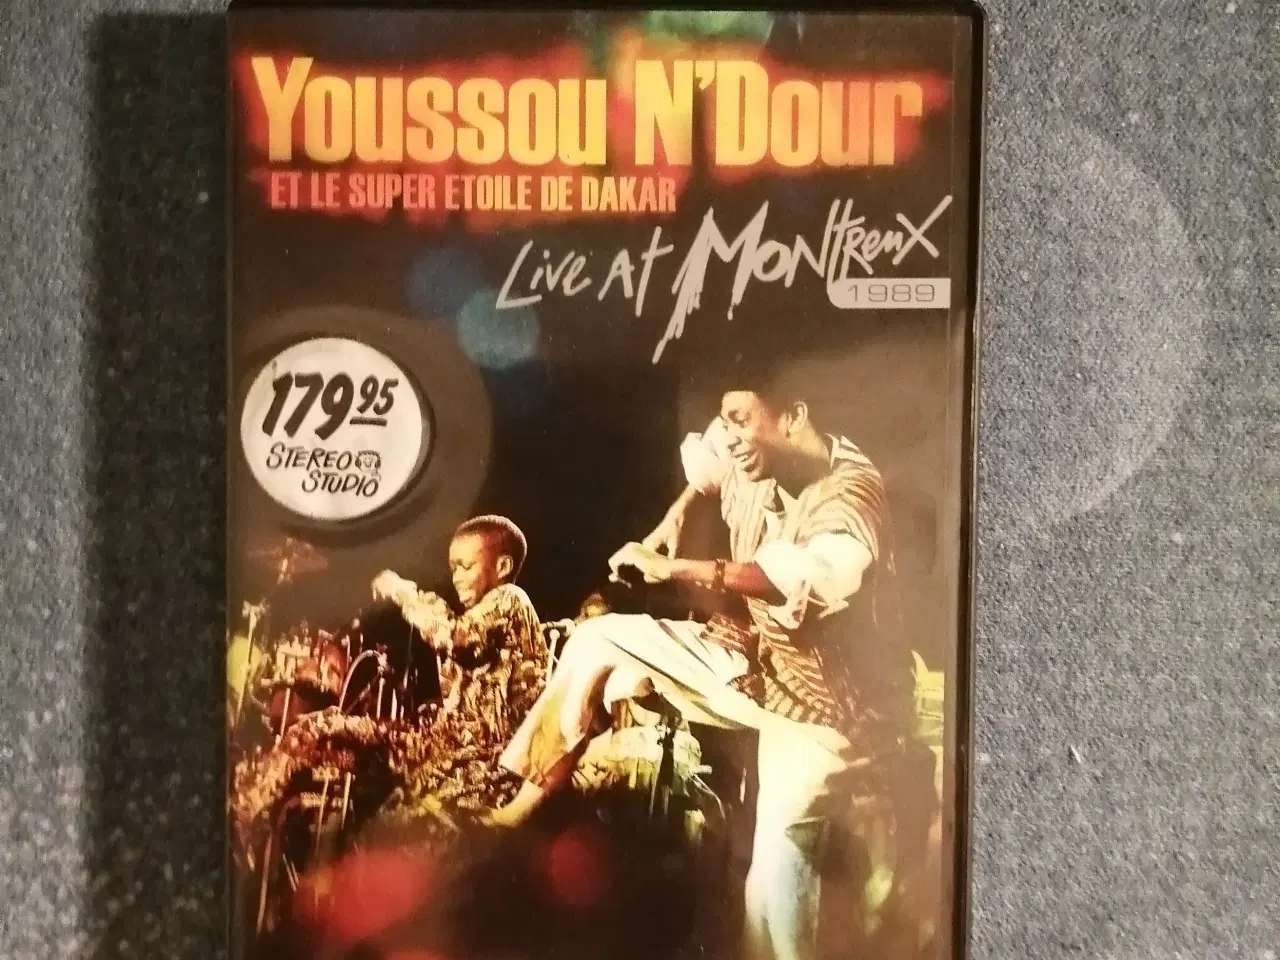 YOUSSOU N'DOUR
ET LE SUPER ETOILE DE DAKAR
Live At Montreux
1989
179 95
STEREO
STUDIO